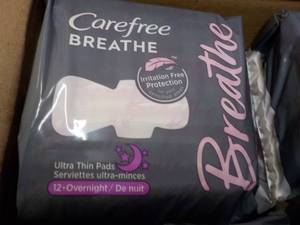 Carefree
BREATHE
Irritation Free
Protection
Breathe
Ultra Thin Pads
Serviettes ultra-minces
12-Overnight / De nuit